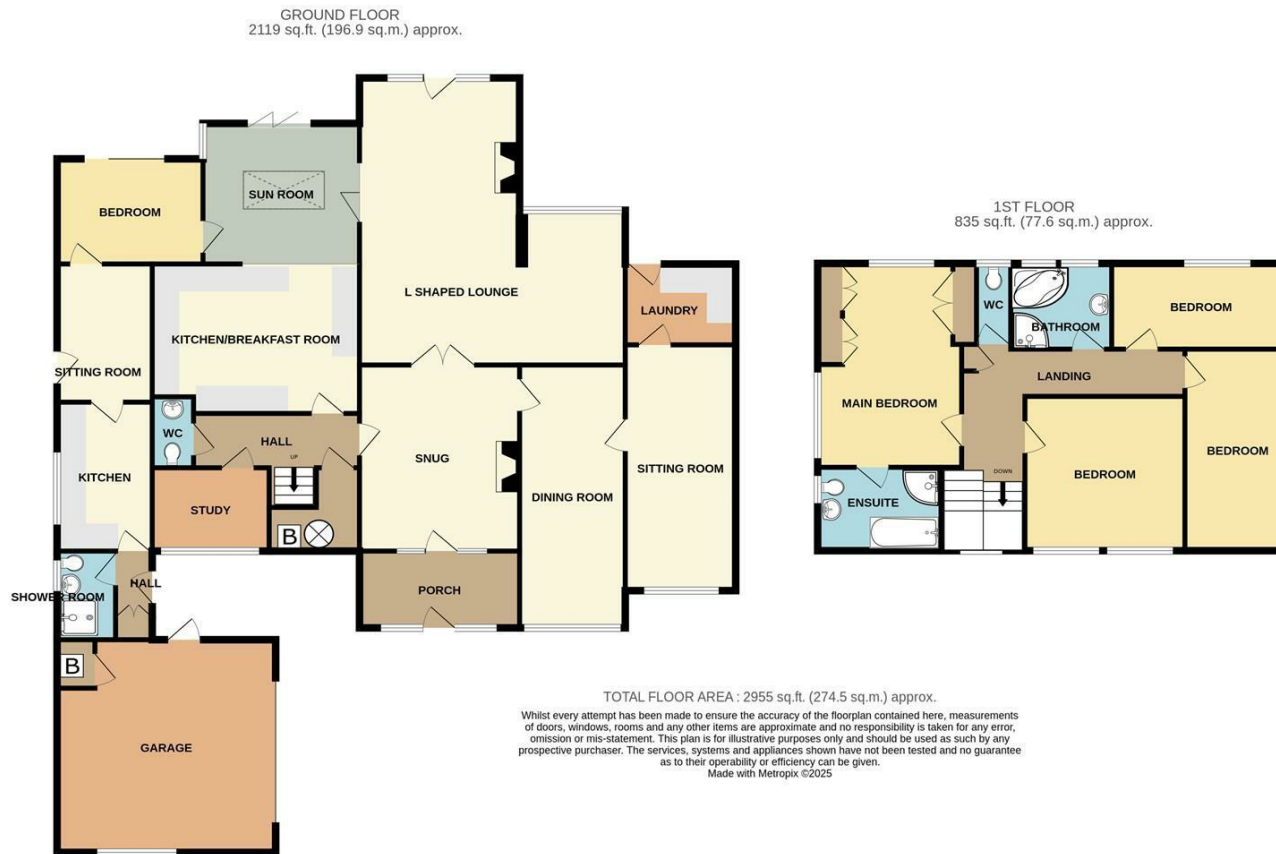 GROUND FLOOR
2119 sq.ft. (196.9 sq.m.) approx.
SUN ROOM
BEDROOM
L SHAPED LOUNGE
LAUNDRY
KITCHEN/BREAKFAST ROOM
SITTING ROOM
WC
HALL
UP
SNUG
SITTING ROOM
KITCHEN
DINING ROOM
STUDY
B
HALL
PORCH
SHOWER ROOM
B
GARAGE
1ST FLOOR
835 sq.ft. (77.6 sq.m.) approx.
WC
BATHROOM
BEDROOM
LANDING
MAIN BEDROOM
BEDROOM
BEDROOM
DOWN
ENSUITE
TOTAL FLOOR AREA : 2955 sq.ft. (274.5 sq.m.) approx.
Whilst every attempt has been made to ensure the accuracy of the floorplan contained here, measurements
of doors, windows, rooms and any other items are approximate and no responsibility is taken for any error,
omission or mis-statement. This plan is for illustrative purposes only and should be used as such by any
prospective purchaser. The services, systems and appliances shown have not been tested and no guarantee
as to their operability or efficiency can be given.
Made with Metropix ©2025